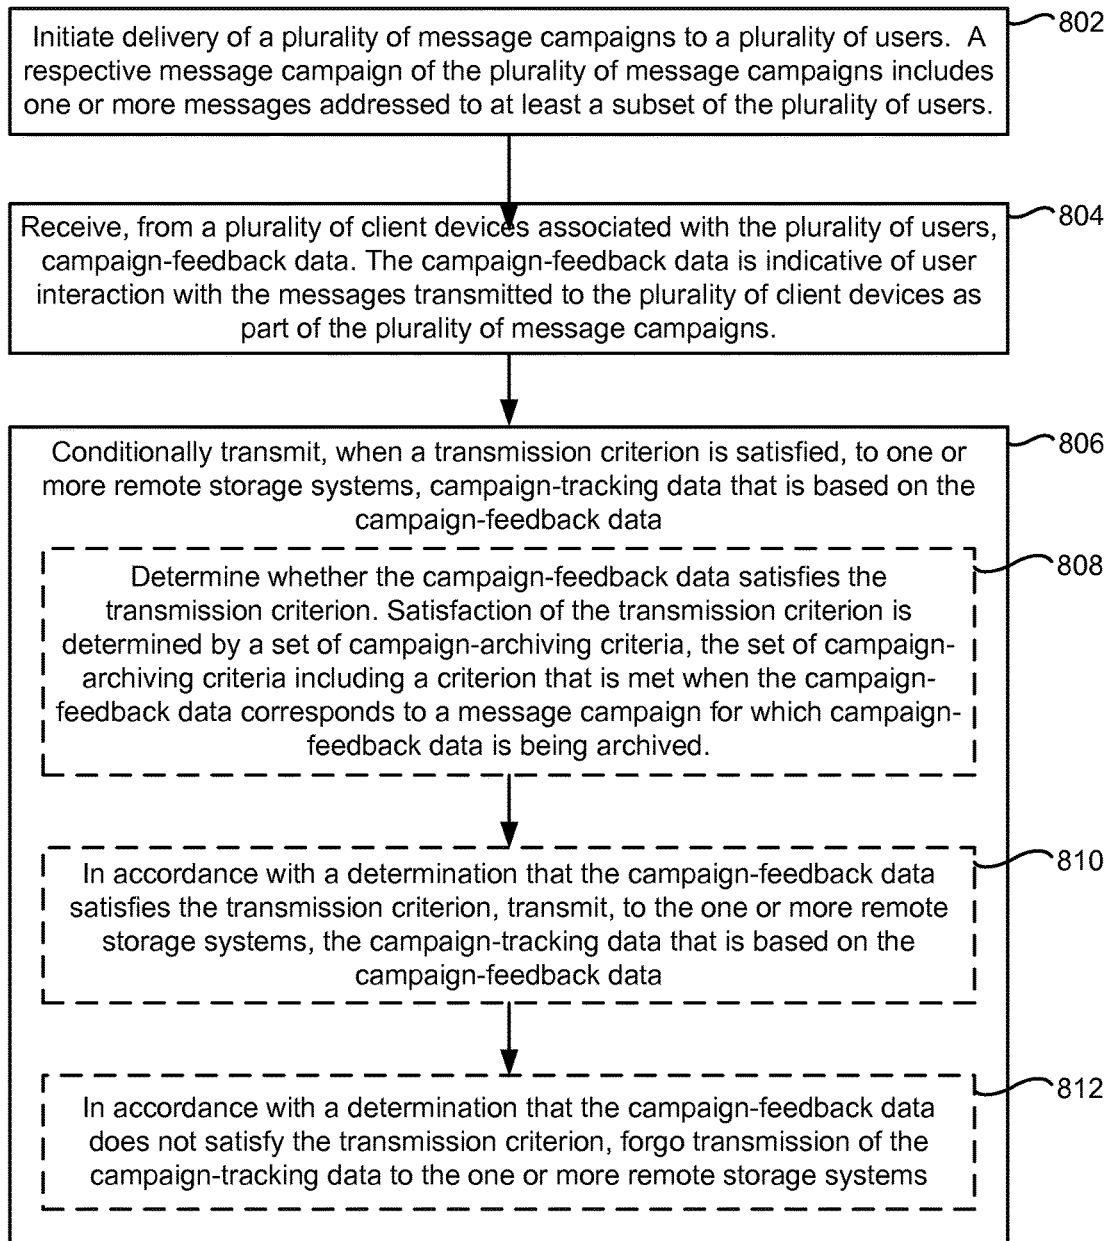 Initiate delivery of a plurality of message campaigns to a plurality of users.  A
respective message campaign of the plurality of message campaigns includes
one or more messages addressed to at least a subset of the plurality of users.
802
Receive, from a plurality of client devices associated with the plurality of users,
campaign-feedback data. The campaign-feedback data is indicative of user
interaction with the messages transmitted to the plurality of client devices as
part of the plurality of message campaigns.
804
Conditionally transmit, when a transmission criterion is satisfied, to one or
more remote storage systems, campaign-tracking data that is based on the
campaign-feedback data
806
Determine whether the campaign-feedback data satisfies the
transmission criterion. Satisfaction of the transmission criterion is
determined by a set of campaign-archiving criteria, the set of campaign-
archiving criteria including a criterion that is met when the campaign-
feedback data corresponds to a message campaign for which campaign-
feedback data is being archived.
808
In accordance with a determination that the campaign-feedback data
satisfies the transmission criterion, transmit, to the one or more remote
storage systems, the campaign-tracking data that is based on the
campaign-feedback data
810
In accordance with a determination that the campaign-feedback data
does not satisfy the transmission criterion, forgo transmission of the
campaign-tracking data to the one or more remote storage systems
812